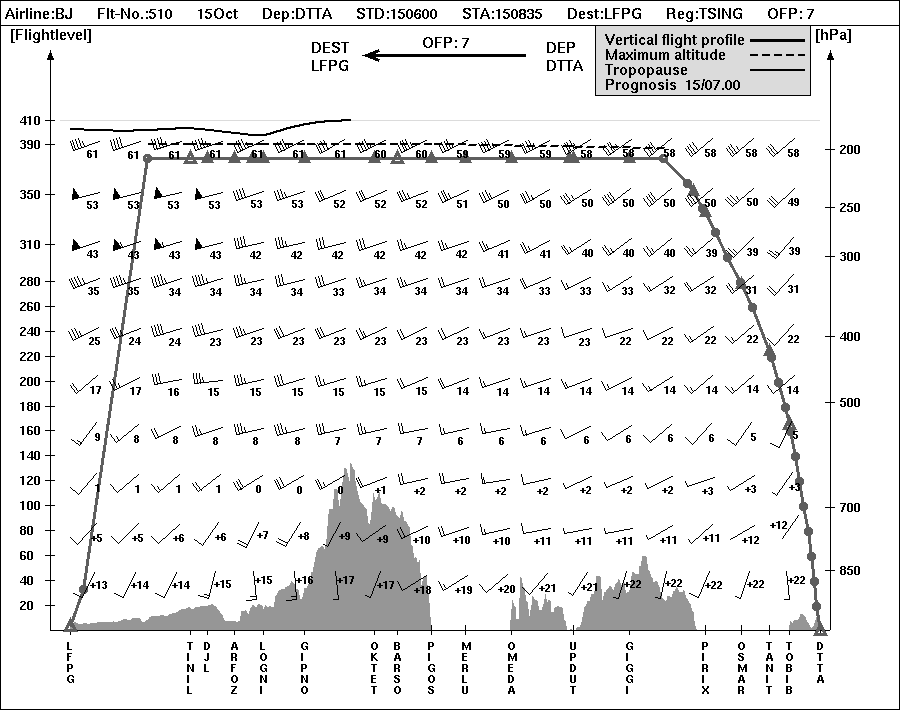 Airline:BJ Flt-No.:510 15Oct Dep:DTTA STD:150600 STA:150835 Dest:LFPG Reg:TSING OFP: 7
[Flightlevel] [hPa]
DEST LFPG
OFP: 7
DEP DTTA
Vertical flight profile
Maximum altitude
Tropopause
Prognosis 15/07.00
410
390 61 61 61 61 61 61 61 60 60 59 59 59 58 58 58 58 58 58 200
350 53 53 53 53 53 53 52 52 52 51 50 50 50 50 50 50 50 49 250
310 43 43 43 43 42 42 42 42 42 42 41 41 40 40 40 39 39 39 300
280 35 35 34 34 34 34 33 34 34 34 34 33 33 33 32 32 31 31
260
240 25 24 24 23 23 23 23 23 23 23 23 23 23 22 22 22 22 22 400
220
200 17 17 16 15 15 15 15 15 15 14 14 14 14 14 14 14 14 14
180 500
160 9 8 8 8 8 8 7 7 7 6 6 6 6 6 6 6 5 5
140
120 1 1 1 1 0 0 0 +1 +2 +2 +2 +2 +2 +2 +2 +3 +3 +3
100 700
80 +5 +5 +6 +6 +7 +8 +9 +9 +10 +10 +10 +11 +11 +11 +11 +11 +12 +12
60 850
40 +13 +14 +14 +15 +15 +16 +17 +17 +18 +19 +20 +21 +21 +22 +22 +22 +22 +22
20
LFPG TINIL DJL ARFOZ LOGNI GIPNO OKTET BARSO PIGOS MERLU OMEDA UPDUT GIGGI PIRIX OSMAR TANIT TOBIB DTTA